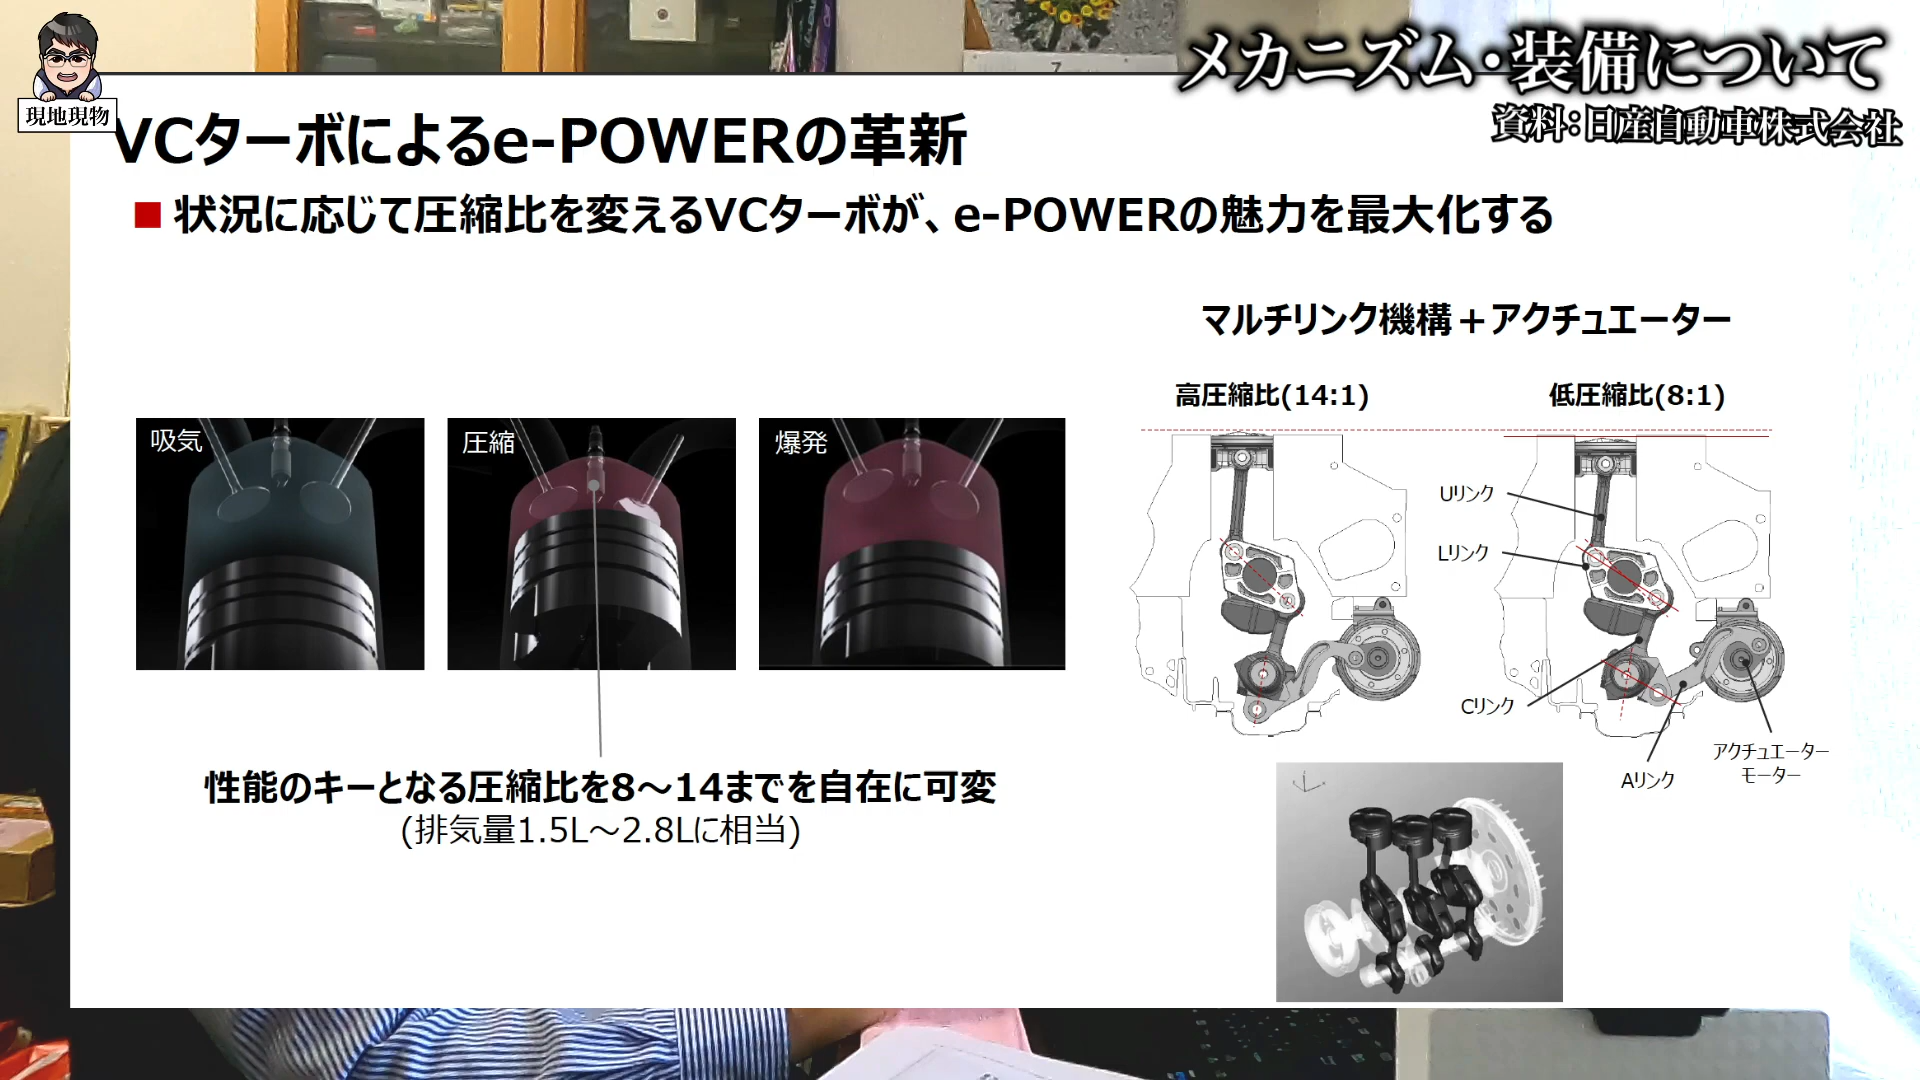 メカニズム・装備について
資料：日産自動車株式会社
現地現物
7
VCターボによるe-POWERの革新
■ 状況に応じて圧縮比を変えるVCターボが、e-POWERの魅力を最大化する
マルチリンク機構＋アクチュエーター
高圧縮比(14:1)
低圧縮比(8:1)
吸気
圧縮
爆発
Uリンク
Lリンク
Cリンク
Aリンク
アクチュエーター
モーター
性能のキーとなる圧縮比を8～14までを自在に可変
(排気量1.5L～2.8Lに相当)